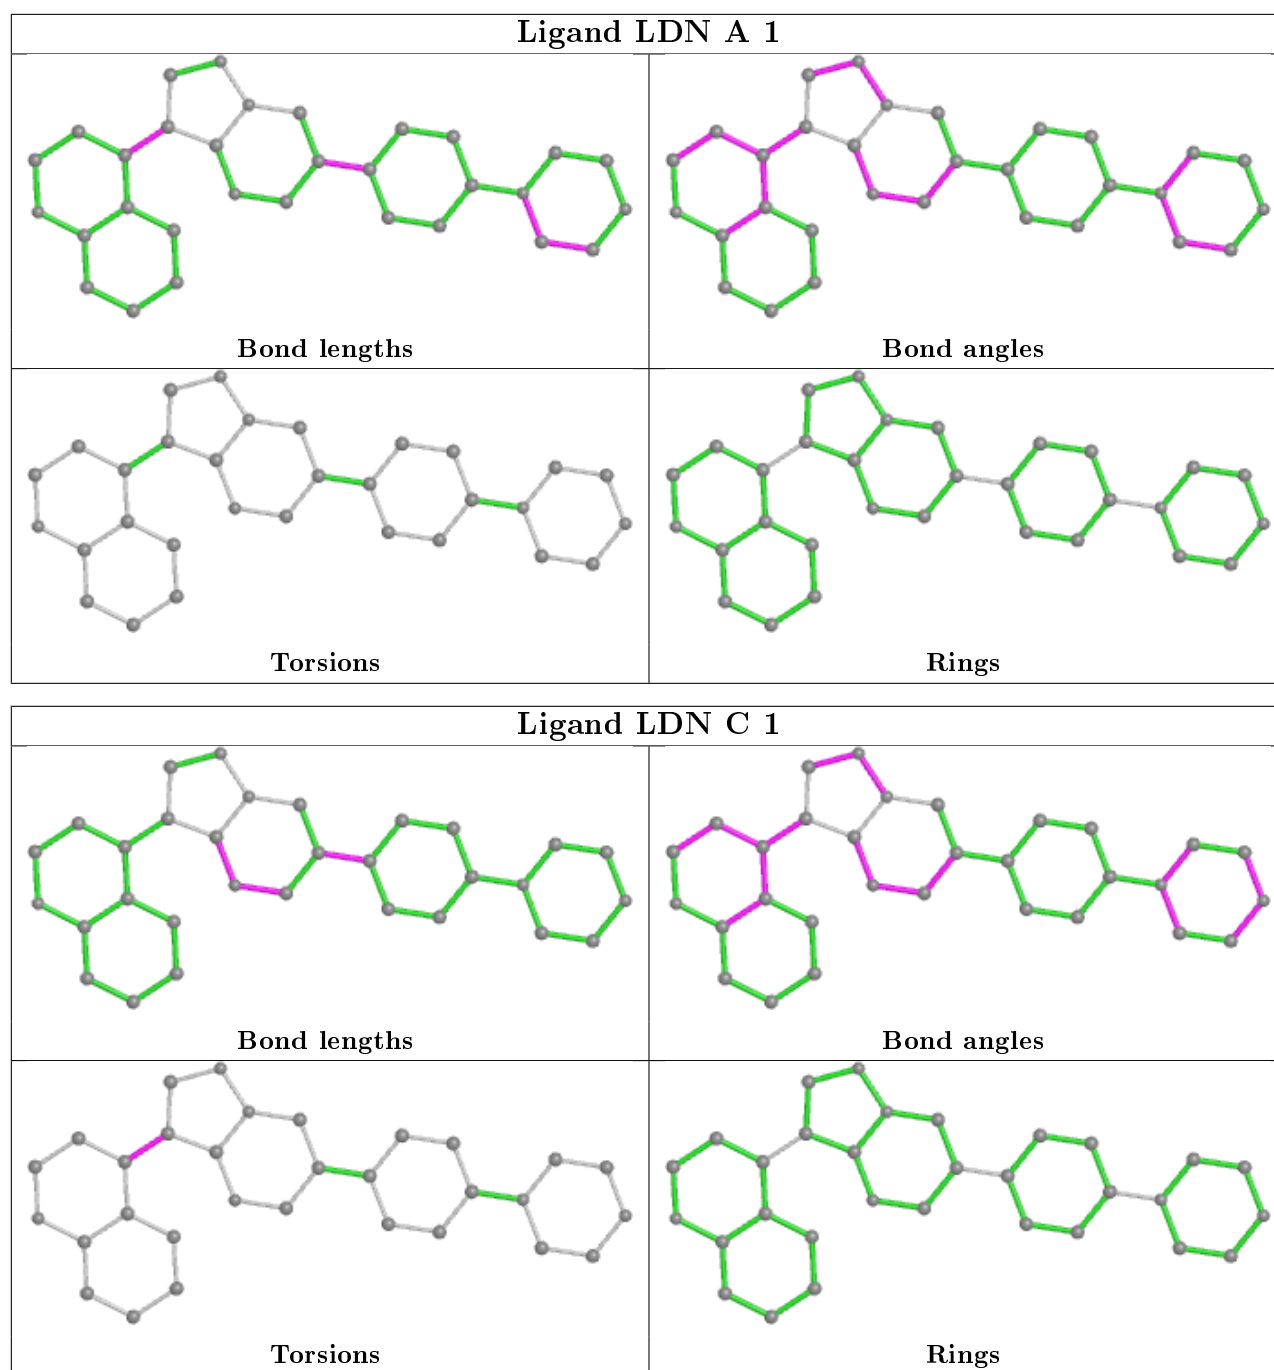 Ligand LDN A 1
Bond lengths
Bond angles
Torsions
Rings
Ligand LDN C 1
Bond lengths
Bond angles
Torsions
Rings